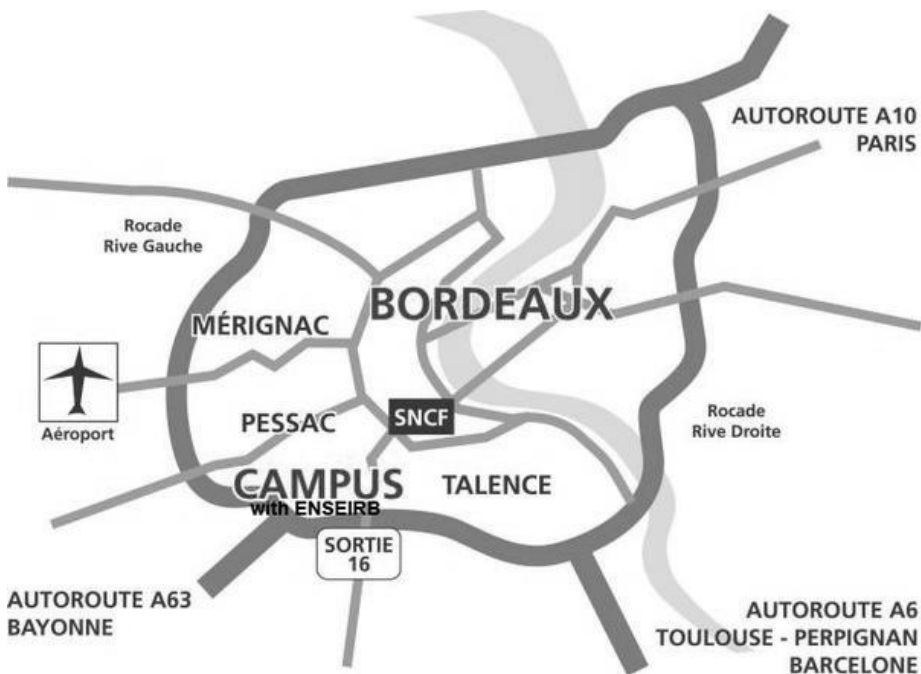 AUTOROUTE A10
PARIS
Rocade
Rive Gauche
BORDEAUX
MÉRIGNAC
Aéroport
PESSAC
SNCF
Rocade
Rive Droite
CAMPUS
with ENSEIRB
TALENCE
SORTIE
16
AUTOROUTE A63
BAYONNE
AUTOROUTE A6
TOULOUSE - PERPIGNAN
BARCELONE